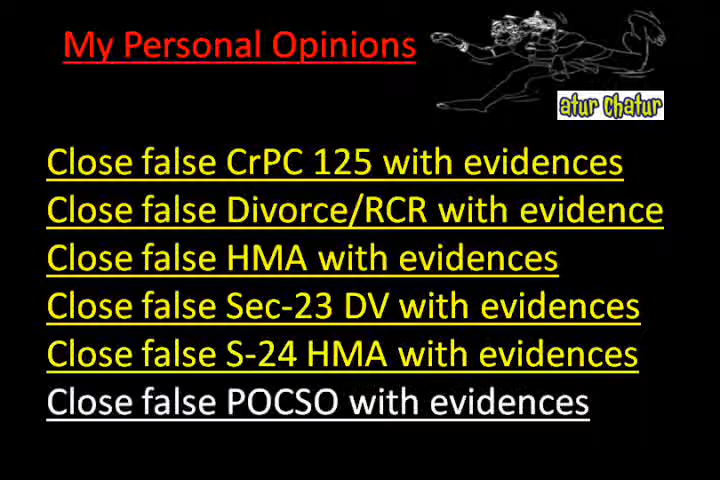 My Personal Opinions
atur Chatur
Close false CrPC 125 with evidences
Close false Divorce/RCR with evidence
Close false HMA with evidences
Close false Sec-23 DV with evidences
Close false S-24 HMA with evidences
Close false POCSO with evidences